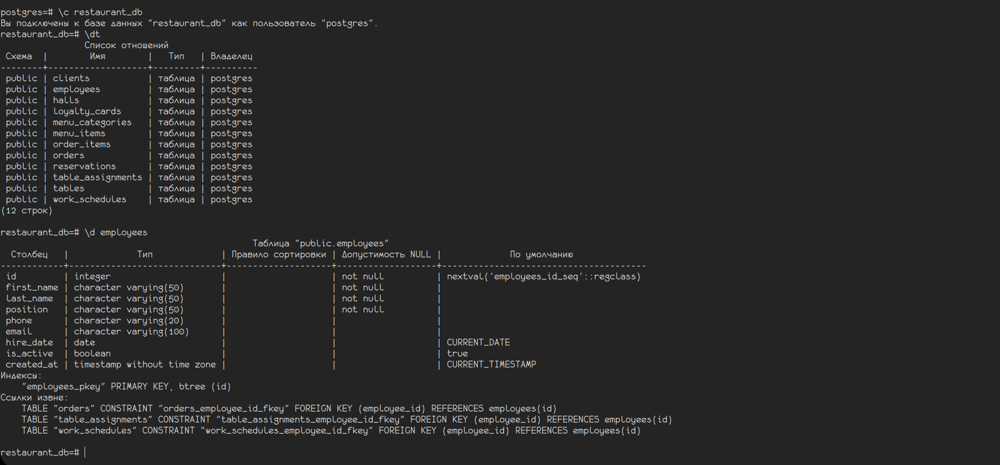 postgres=# \c restaurant_db
Вы подключены к базе данных "restaurant_db" как пользователь "postgres".
restaurant_db=# \dt
                Список отношений
 Схема  |        Имя        |   Тип   | Владелец
--------+-------------------+---------+----------
 public | clients           | таблица | postgres
 public | employees         | таблица | postgres
 public | halls             | таблица | postgres
 public | loyalty_cards     | таблица | postgres
 public | menu_categories   | таблица | postgres
 public | menu_items        | таблица | postgres
 public | order_items       | таблица | postgres
 public | orders            | таблица | postgres
 public | reservations      | таблица | postgres
 public | table_assignments | таблица | postgres
 public | tables            | таблица | postgres
 public | work_schedules    | таблица | postgres
(12 строк)

restaurant_db=# \d employees
                                                Таблица "public.employees"
  Столбец   |             Тип             | Правило сортировки | Допустимость NULL |             По умолчанию
------------+-----------------------------+--------------------+-------------------+---------------------------------------
 id         | integer                     |                    | not null          | nextval('employees_id_seq'::regclass)
 first_name | character varying(50)       |                    | not null          |
 last_name  | character varying(50)       |                    | not null          |
 position   | character varying(50)       |                    | not null          |
 phone      | character varying(20)       |                    |                   |
 email      | character varying(100)      |                    |                   |
 hire_date  | date                        |                    |                   | CURRENT_DATE
 is_active  | boolean                     |                    |                   | true
 created_at | timestamp without time zone |                    |                   | CURRENT_TIMESTAMP
Индексы:
    "employees_pkey" PRIMARY KEY, btree (id)
Ссылки извне:
    TABLE "orders" CONSTRAINT "orders_employee_id_fkey" FOREIGN KEY (employee_id) REFERENCES employees(id)
    TABLE "table_assignments" CONSTRAINT "table_assignments_employee_id_fkey" FOREIGN KEY (employee_id) REFERENCES employees(id)
    TABLE "work_schedules" CONSTRAINT "work_schedules_employee_id_fkey" FOREIGN KEY (employee_id) REFERENCES employees(id)

restaurant_db=#